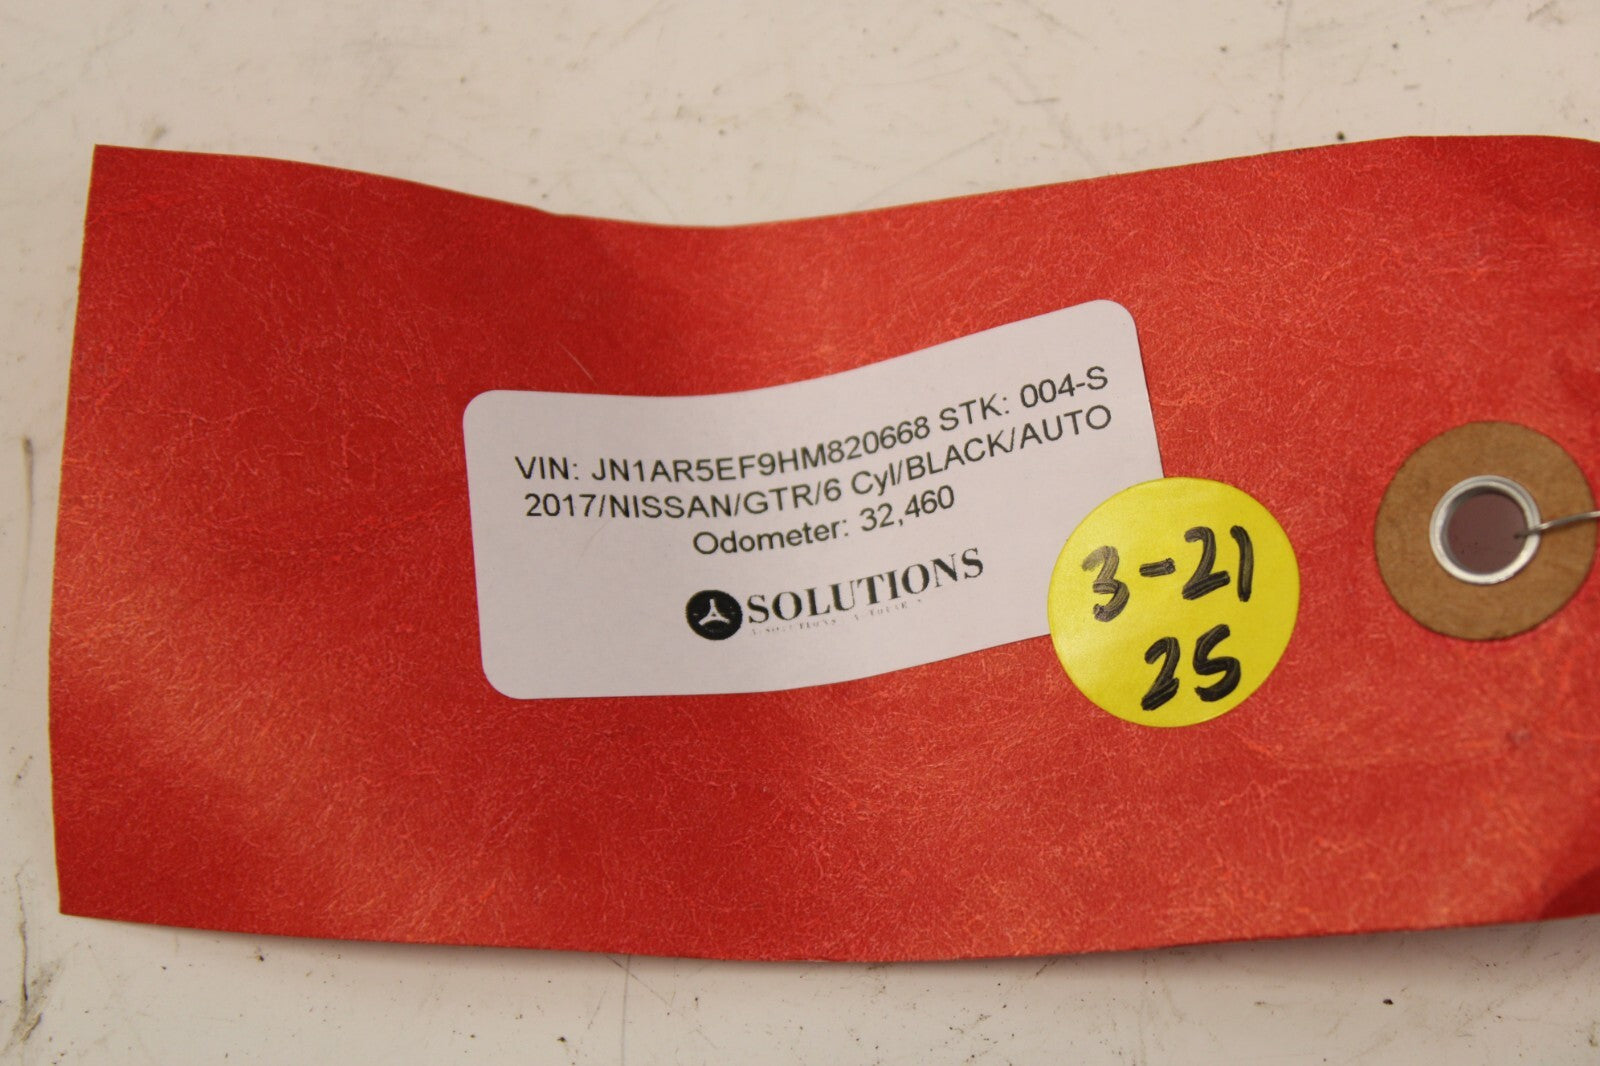 VIN: JN1AR5EF9HM820668 STK: 004-S
2017/NISSAN/GTR/6 Cyl/BLACK/AUTO
Odometer: 32,460
SOLUTIONS
3-21
25